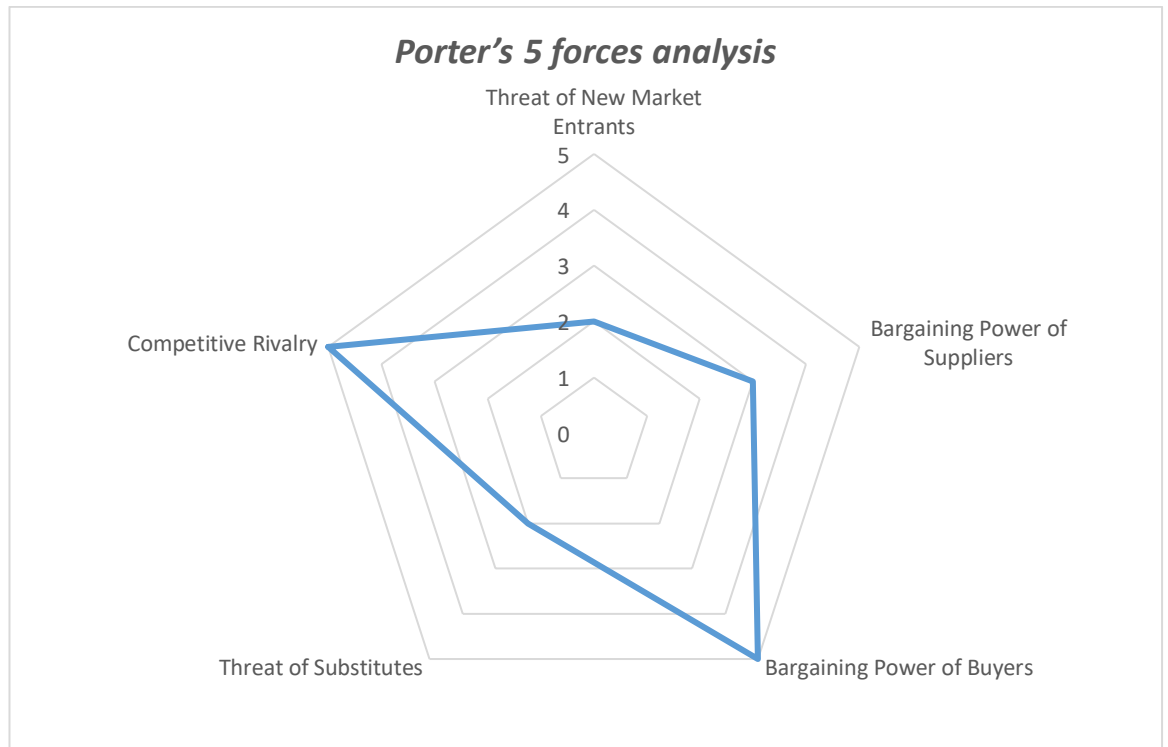 Porter’s 5 forces analysis
Threat of New Market
Entrants
5
4
3
2
1
0
Bargaining Power of
Suppliers
Competitive Rivalry
Threat of Substitutes
Bargaining Power of Buyers